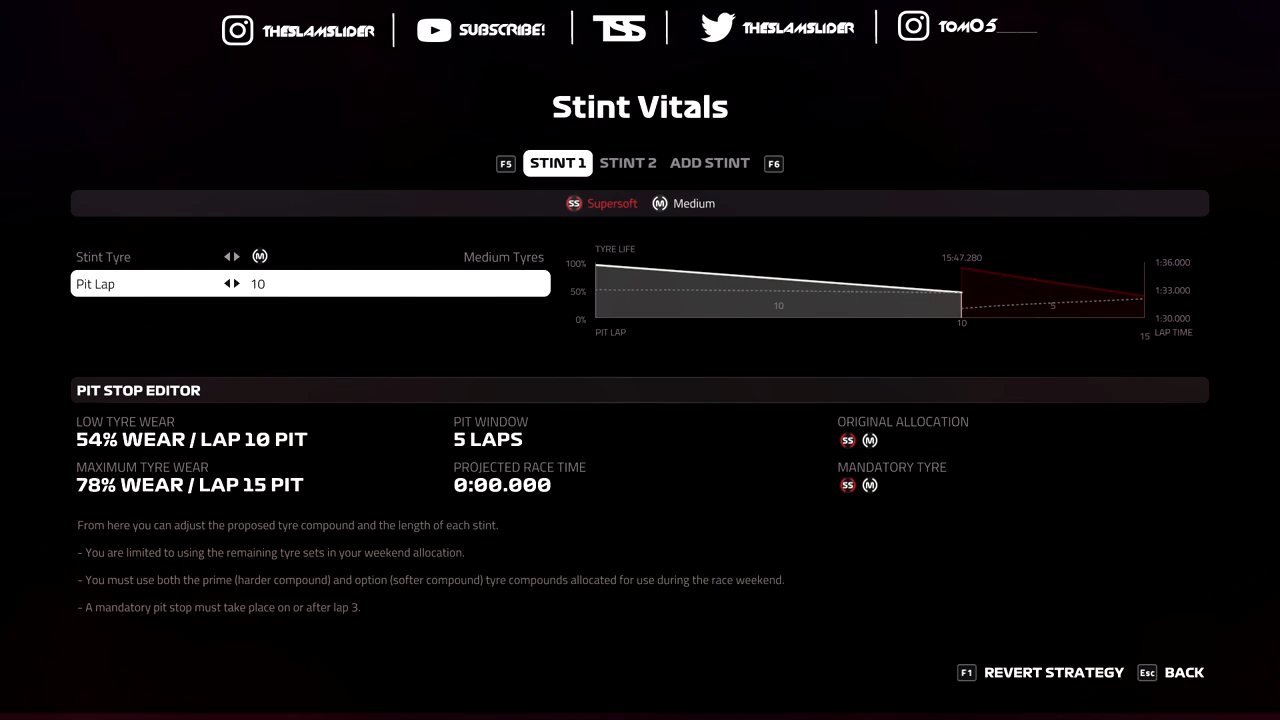 THESLAMSLIDER SUBSCRIBE! TSS THESLAMSLIDER TOMO5____
Stint Vitals
F5 STINT 1 STINT 2 ADD STINT F6
SS Supersoft M Medium
Stint Tyre M Medium Tyres
Pit Lap 10
TYRE LIFE
100%
50%
0%
PIT LAP
10
15:47.280
5
10
15
1:36.000
1:33.000
1:30.000
LAP TIME
PIT STOP EDITOR
LOW TYRE WEAR
54% WEAR / LAP 10 PIT
MAXIMUM TYRE WEAR
78% WEAR / LAP 15 PIT
PIT WINDOW
5 LAPS
PROJECTED RACE TIME
0:00.000
ORIGINAL ALLOCATION
SS M
MANDATORY TYRE
SS M
From here you can adjust the proposed tyre compound and the length of each stint.
- You are limited to using the remaining tyre sets in your weekend allocation.
- You must use both the prime (harder compound) and option (softer compound) tyre compounds allocated for use during the race weekend.
- A mandatory pit stop must take place on or after lap 3.
F1 REVERT STRATEGY Esc BACK